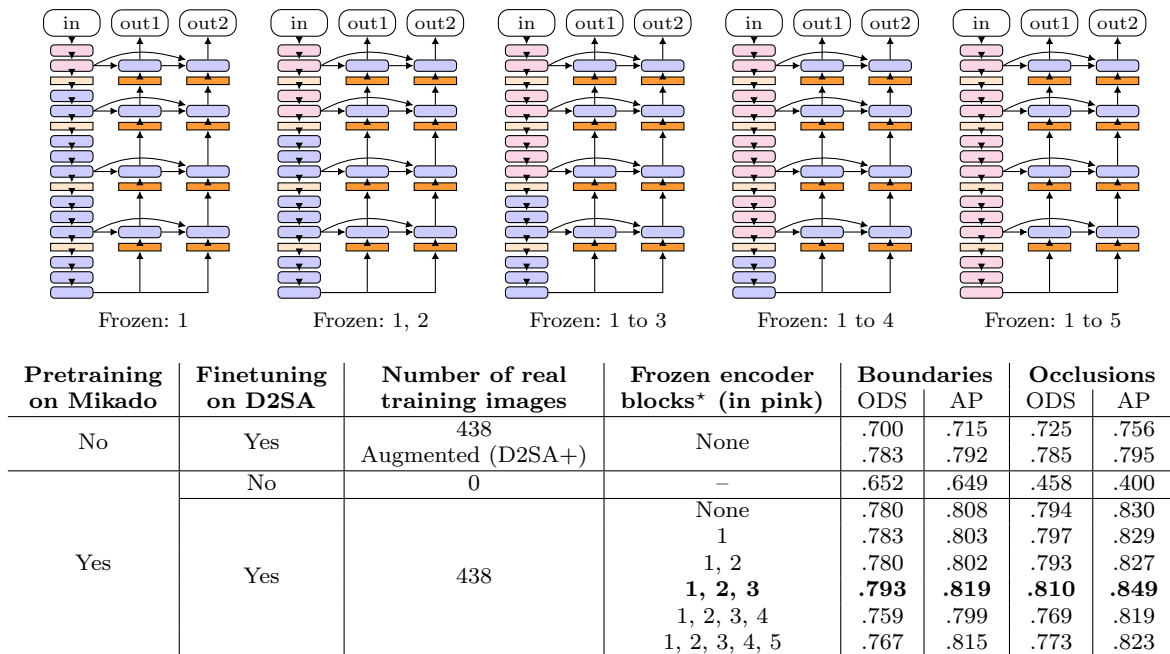 in out1 out2 in out1 out2 in out1 out2 in out1 out2 in out1 out2
Frozen: 1 Frozen: 1, 2 Frozen: 1 to 3 Frozen: 1 to 4 Frozen: 1 to 5
Pretraining Finetuning Number of real Frozen encoder Boundaries Occlusions
on Mikado on D2SA training images blocks* (in pink) ODS AP ODS AP
No Yes 438 None .700 .715 .725 .756
Augmented (D2SA+) .783 .792 .785 .795
No 0 – .652 .649 .458 .400
None .780 .808 .794 .830
1 .783 .803 .797 .829
1, 2 .780 .802 .793 .827
Yes Yes 438 1, 2, 3 .793 .819 .810 .849
1, 2, 3, 4 .759 .799 .769 .819
1, 2, 3, 4, 5 .767 .815 .773 .823